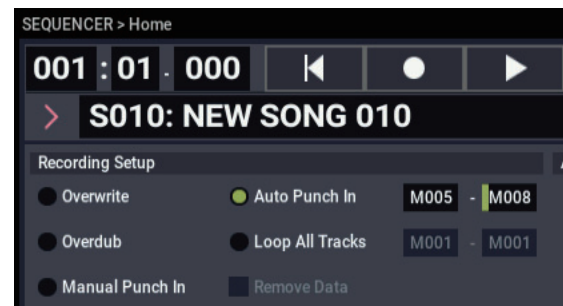 SEQUENCER > Home
001 : 01 . 000
> S010: NEW SONG 010
Recording Setup
Overwrite Auto Punch In M005 - M008
Overdub Loop All Tracks M001 - M001
Manual Punch In Remove Data